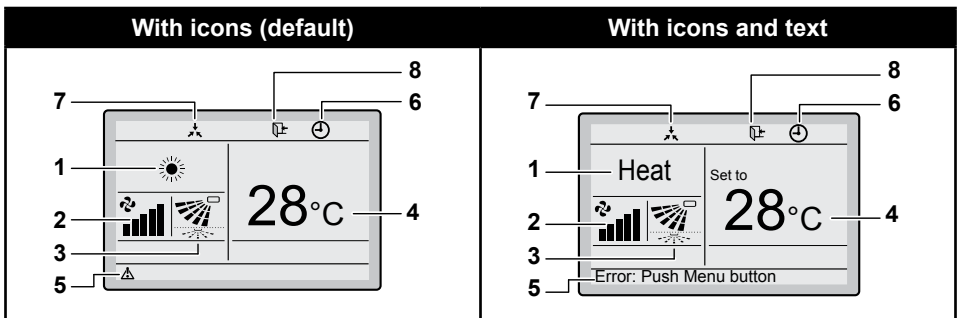 With icons (default)
With icons and text
8
7
6
1
28°C
2
4
3
5
8
7
6
1
Heat
Set to
28°C
2
4
3
5
Error: Push Menu button